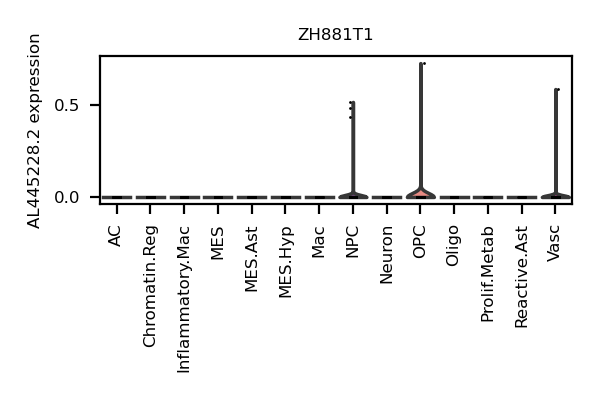 ZH881T1
AL445228.2 expression
0.5
0.0
AC
Chromatin.Reg
Inflammatory.Mac
MES
MES.Ast
MES.Hyp
Mac
NPC
Neuron
OPC
Oligo
Prolif.Metab
Reactive.Ast
Vasc